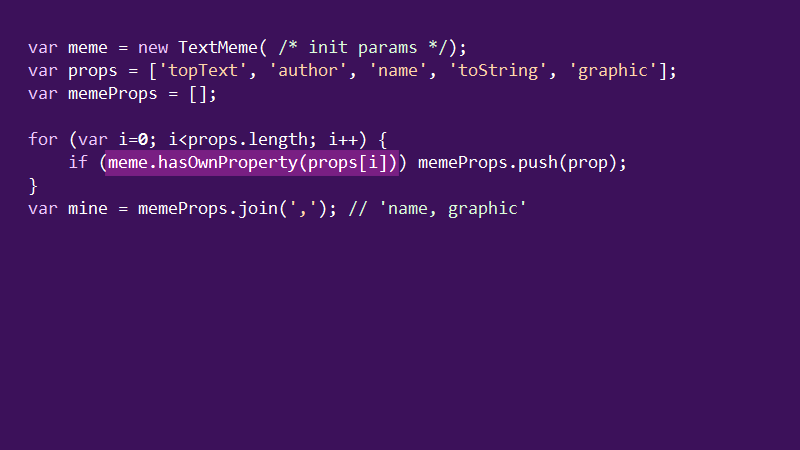 var meme = new TextMeme( /* init params */);
var props = ['topText', 'author', 'name', 'toString', 'graphic'];
var memeProps = [];
for (var i=0; i<props.length; i++) {
if (meme.hasOwnProperty(props[i])) memeProps.push(prop);
}
var mine = memeProps.join(','); // 'name, graphic'